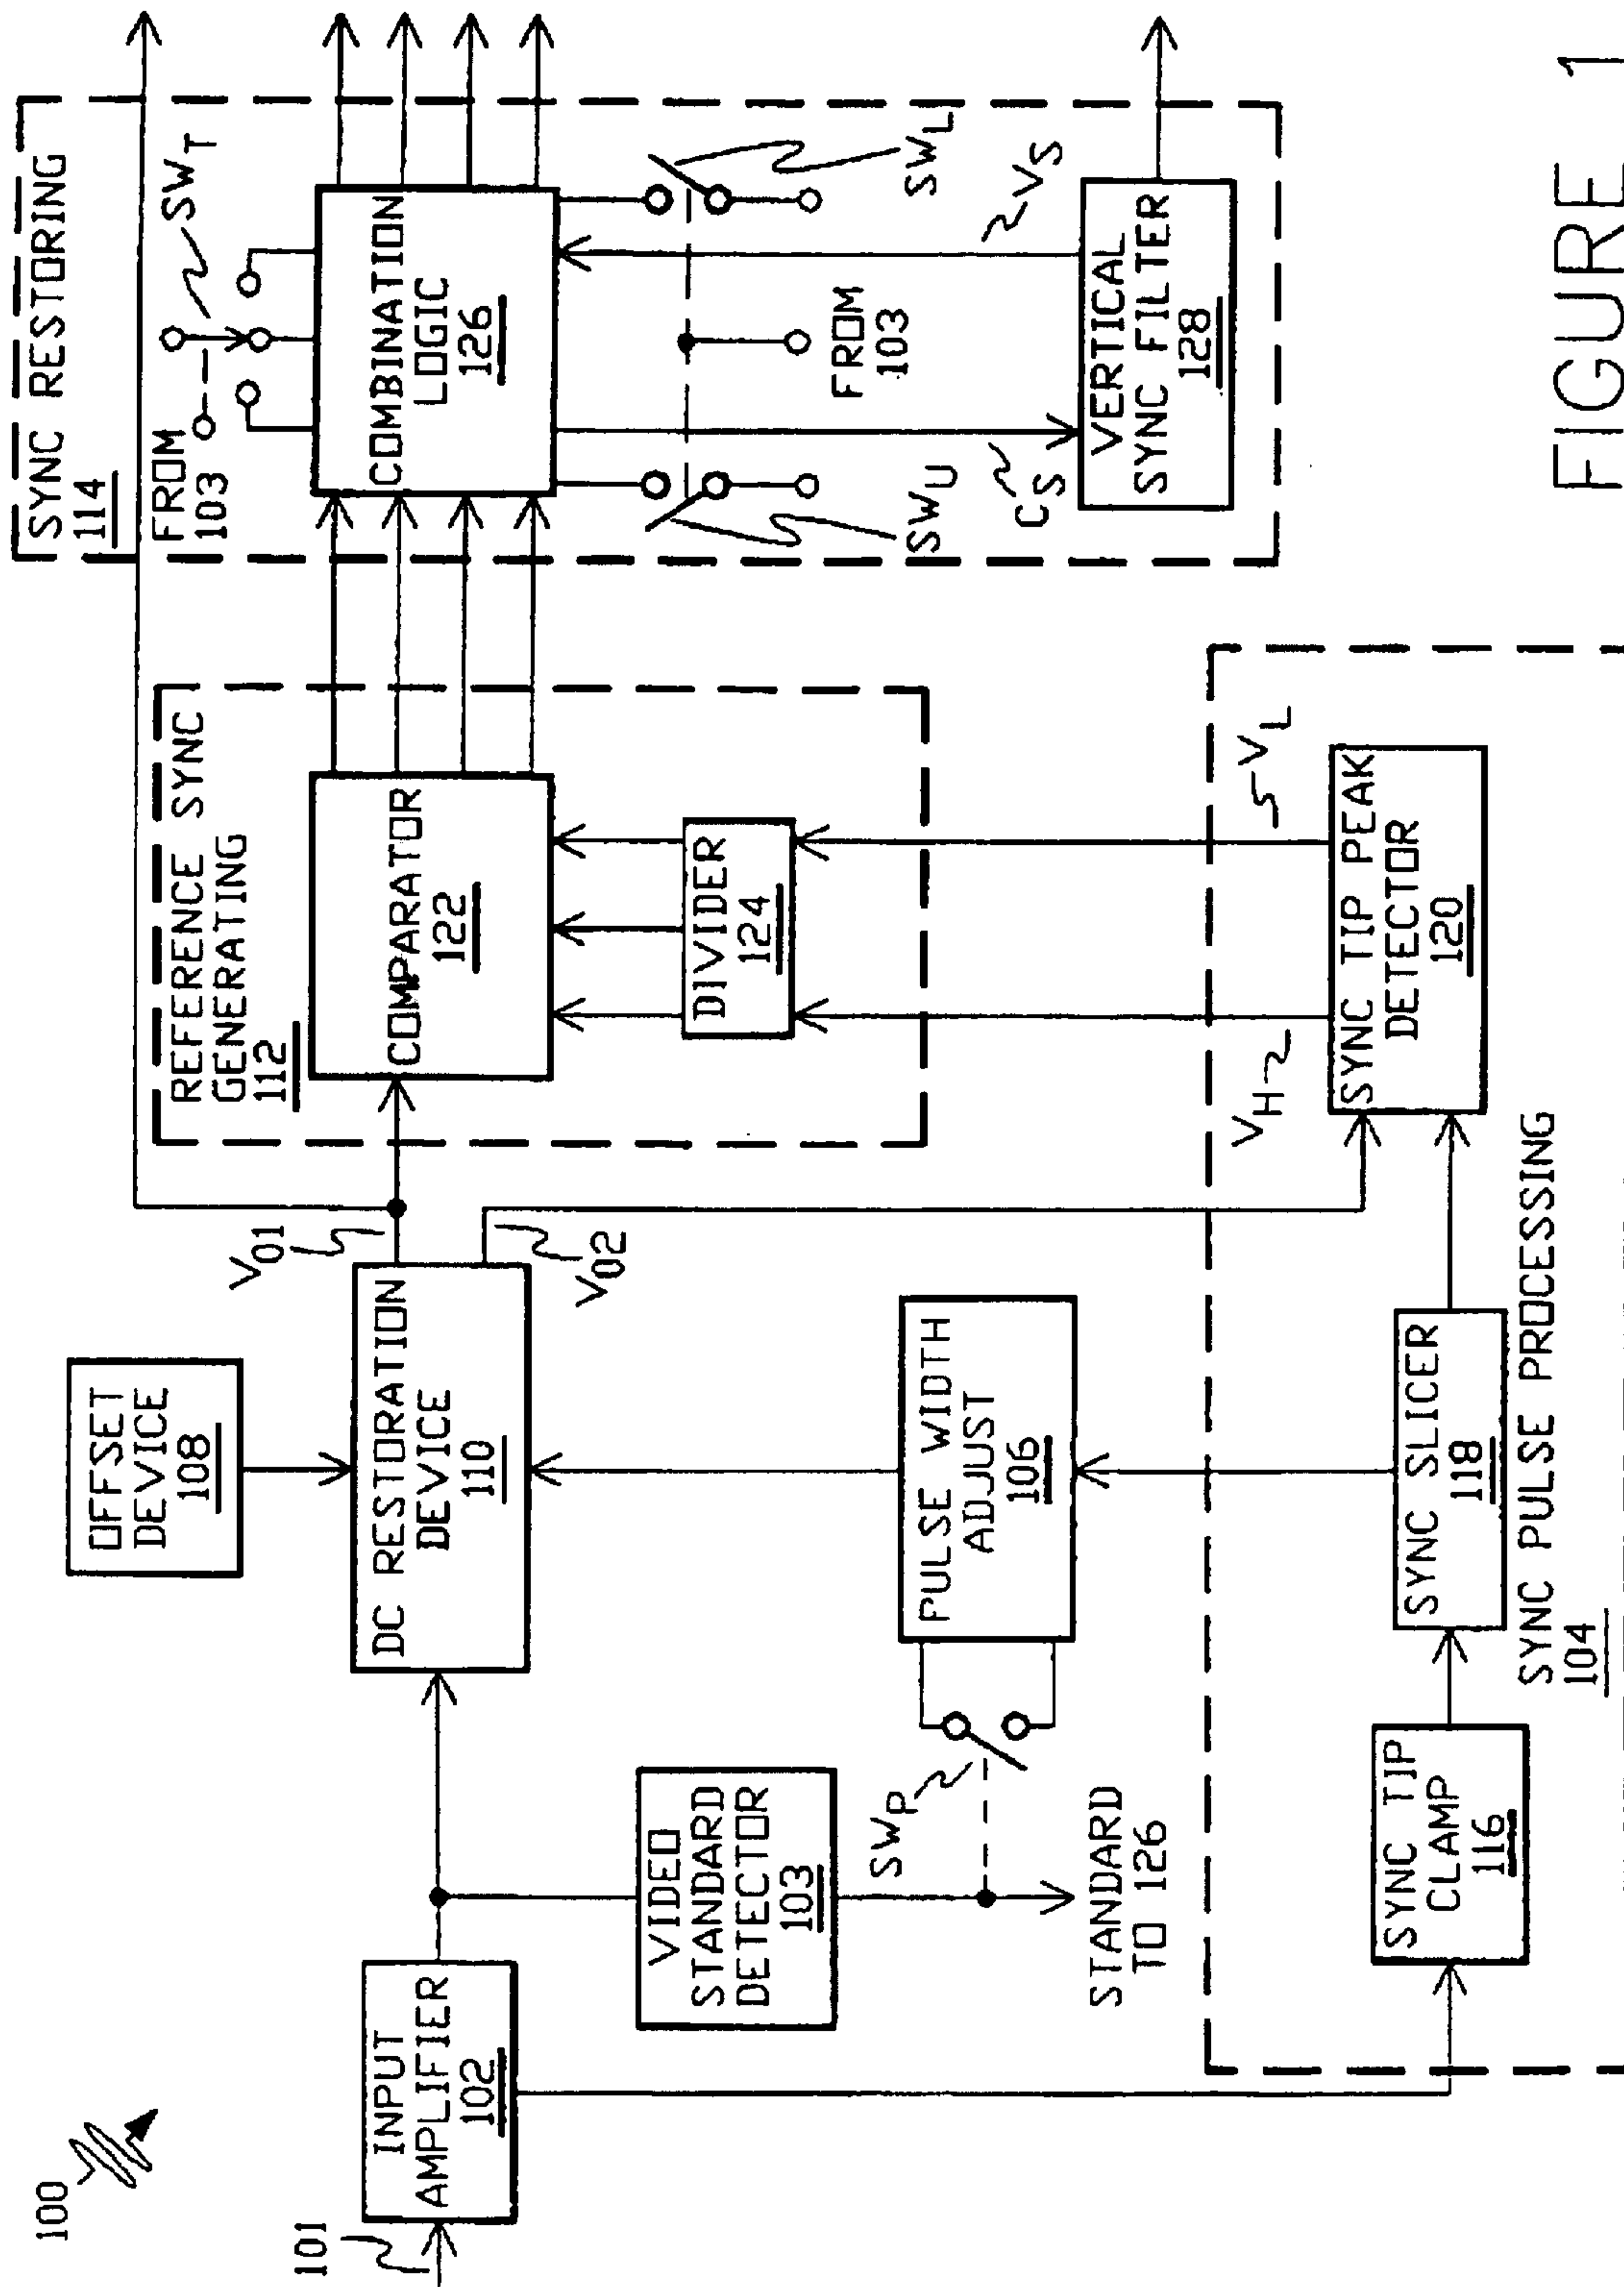 100
101
INPUT
AMPLIFIER
102
VIDEO
STANDARD
DETECTOR
103
SW_P
STANDARD
TO 126
OFFSET
DEVICE
108
DC RESTORATION
DEVICE
110
V_01
V_02
PULSE WIDTH
ADJUST
106
SYNC TIP
CLAMP
116
SYNC SLICER
118
SYNC PULSE PROCESSING
104
SYNC TIP PEAK
DETECTOR
120
V_H
V_L
REFERENCE SYNC
GENERATING
112
COMPARATOR
122
DIVIDER
124
SYNC RESTORING
114
FROM
103
SW_T
COMBINATION
LOGIC
126
SW_U
SW_L
FROM
103
C_S
V_S
VERTICAL
SYNC FILTER
128
FIGURE 1